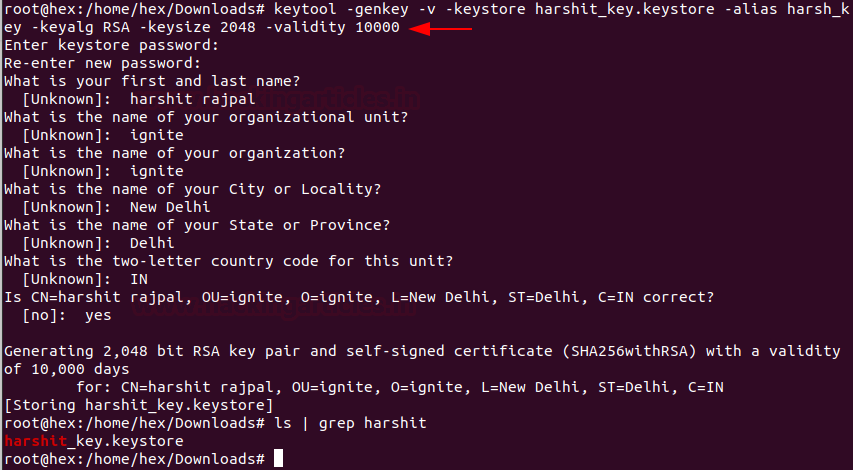 root@hex:/home/hex/Downloads# keytool -genkey -v -keystore harshit_key.keystore -alias harsh_k
ey -keyalg RSA -keysize 2048 -validity 10000
Enter keystore password:
Re-enter new password:
What is your first and last name?
  [Unknown]:  harshit rajpal
What is the name of your organizational unit?
  [Unknown]:  ignite
What is the name of your organization?
  [Unknown]:  ignite
What is the name of your City or Locality?
  [Unknown]:  New Delhi
What is the name of your State or Province?
  [Unknown]:  Delhi
What is the two-letter country code for this unit?
  [Unknown]:  IN
Is CN=harshit rajpal, OU=ignite, O=ignite, L=New Delhi, ST=Delhi, C=IN correct?
  [no]:  yes

Generating 2,048 bit RSA key pair and self-signed certificate (SHA256withRSA) with a validity
of 10,000 days
        for: CN=harshit rajpal, OU=ignite, O=ignite, L=New Delhi, ST=Delhi, C=IN
[Storing harshit_key.keystore]
root@hex:/home/hex/Downloads# ls | grep harshit
harshit_key.keystore
root@hex:/home/hex/Downloads#